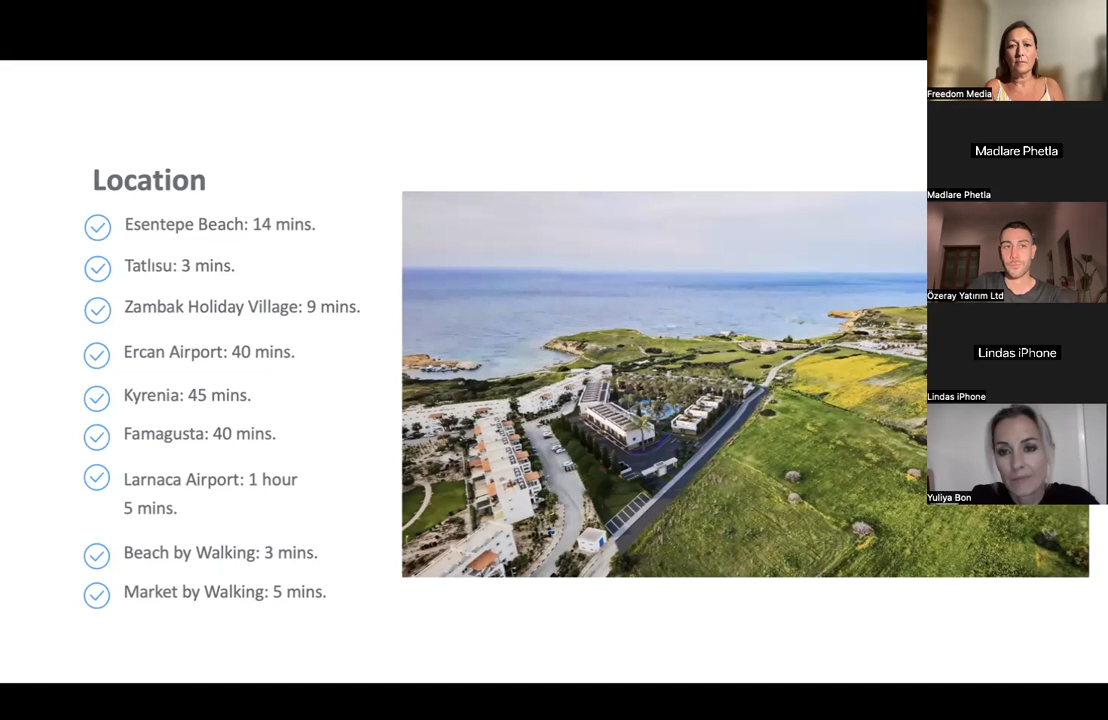 Location
Esentepe Beach: 14 mins.
Tatlısu: 3 mins.
Zambak Holiday Village: 9 mins.
Ercan Airport: 40 mins.
Kyrenia: 45 mins.
Famagusta: 40 mins.
Larnaca Airport: 1 hour
5 mins.
Beach by Walking: 3 mins.
Market by Walking: 5 mins.
Freedom Media
Madlare Phetla
Madlare Phetla
Özeray Yatırım Ltd
Lindas iPhone
Lindas iPhone
Yuliya Bon